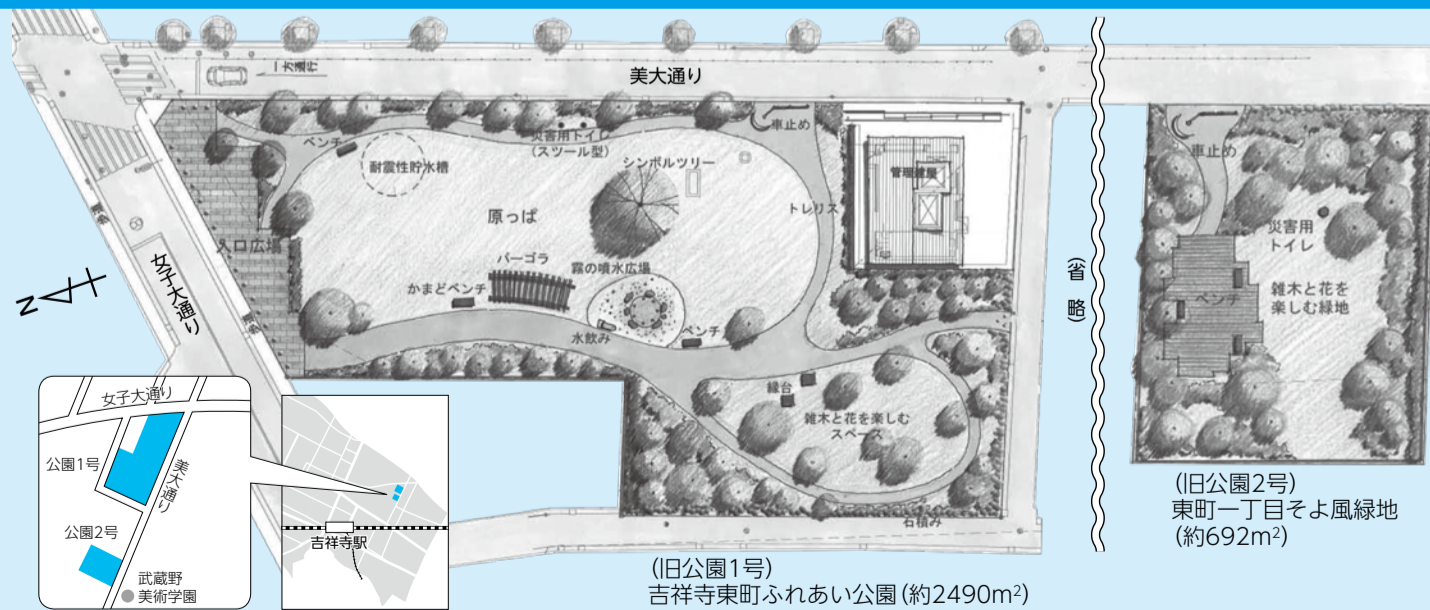 美大通り
一方通行
車止め
ベンチ
災害用トイレ
(スツール型)
耐震性貯水槽
シンボルツリー
管理建屋
トレリス
原っぱ
入口広場
パーゴラ
霧の噴水広場
かまどベンチ
水飲み
ベンチ
縁台
雑木と花を楽しむ
スペース
石積み
女子大通り
N
(省略)
車止め
災害用
トイレ
雑木と花を
楽しむ緑地
ベンチ
女子大通り
公園1号
美大通り
公園2号
武蔵野
美術学園
吉祥寺駅
(旧公園1号)
吉祥寺東町ふれあい公園(約2490m²)
(旧公園2号)
東町一丁目そよ風緑地
(約692m²)